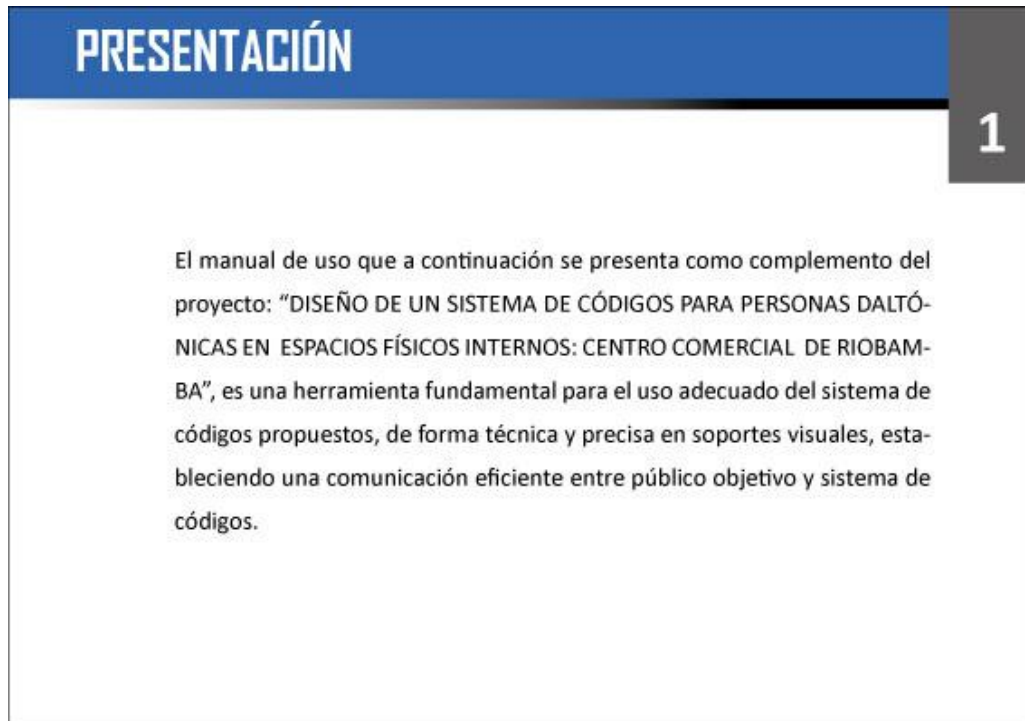 PRESENTACIÓN
1
El manual de uso que a continuación se presenta como complemento del
proyecto: “DISEÑO DE UN SISTEMA DE CÓDIGOS PARA PERSONAS DALTÓ-
NICAS EN ESPACIOS FÍSICOS INTERNOS: CENTRO COMERCIAL DE RIOBAM-
BA”, es una herramienta fundamental para el uso adecuado del sistema de
códigos propuestos, de forma técnica y precisa en soportes visuales, esta-
bleciendo una comunicación eficiente entre público objetivo y sistema de
códigos.